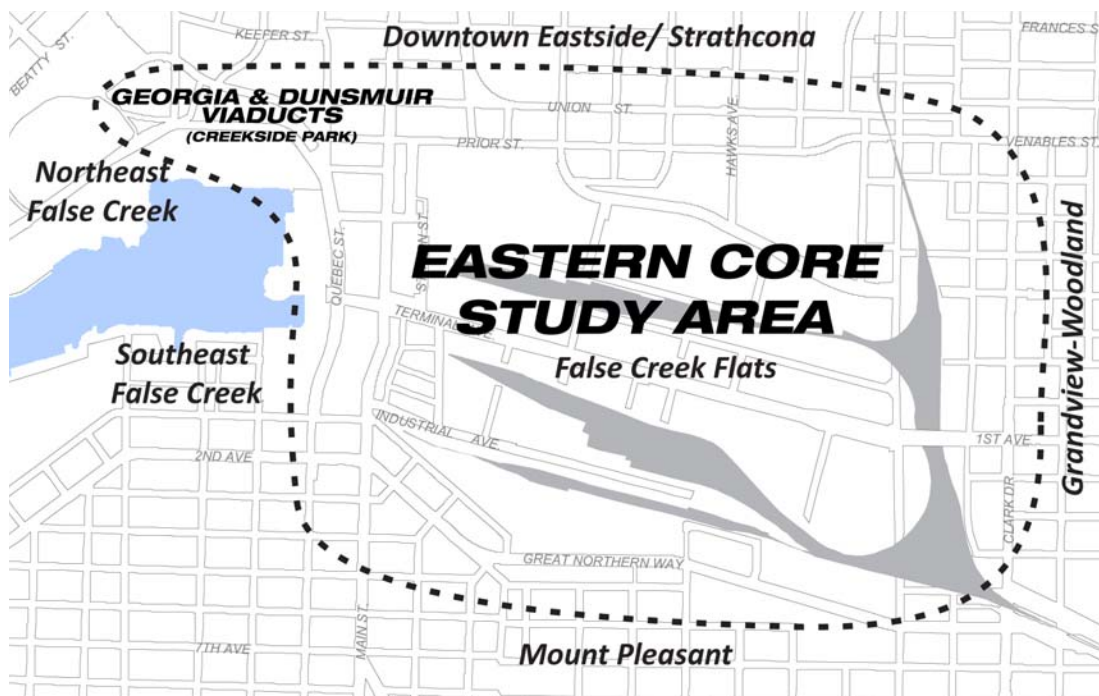 Downtown Eastside/ Strathcona
KEEFER ST.
FRANCES S
BEATTY ST.
GEORGIA & DUNSMUIR
VIADUCTS
(CREEKSIDE PARK)
UNION ST.
HAWKS AVE.
PRIOR ST.
VENABLES ST.
Northeast
False Creek
QUEBEC ST.
EASTERN CORE
STUDY AREA
False Creek Flats
Grandview-Woodland
Southeast
False Creek
INDUSTRIAL AVE.
1ST AVE.
2ND AVE
CLARK DR
GREAT NORTHERN WAY
MAIN ST.
7TH AVE
Mount Pleasant